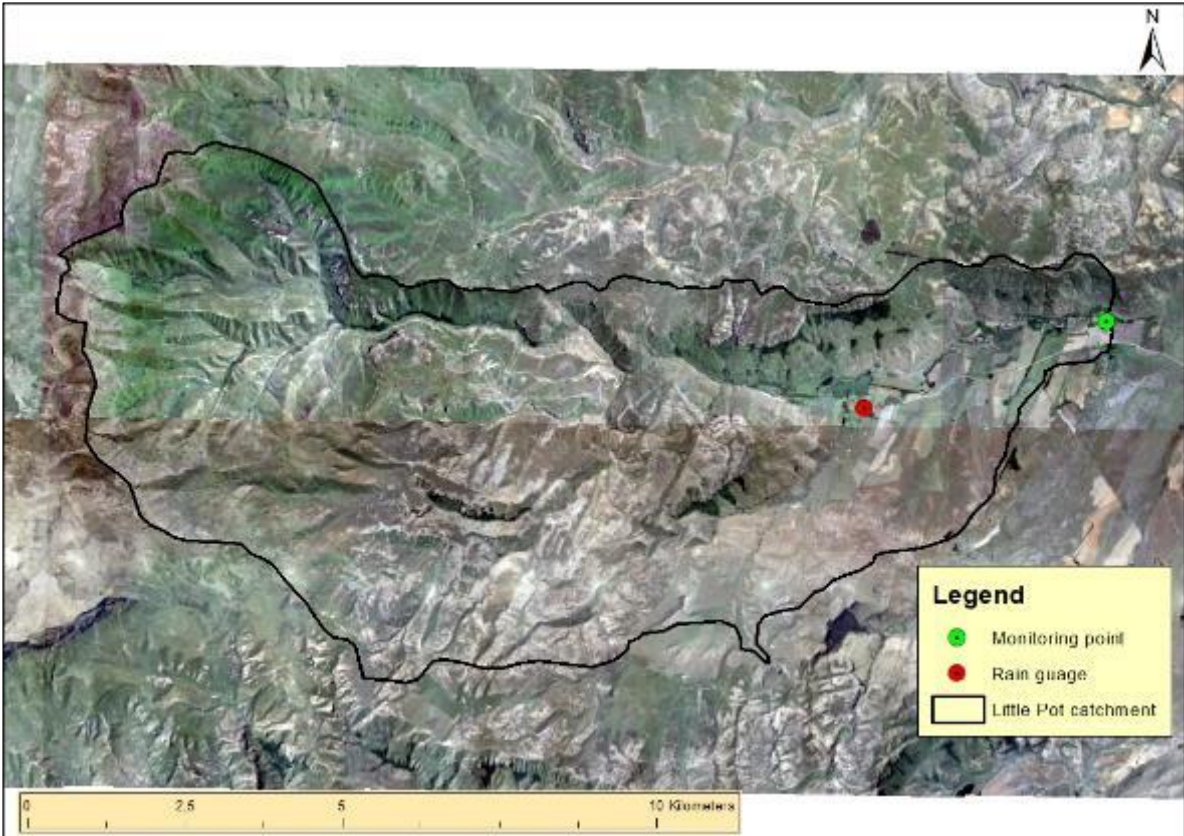 N
Legend
Monitoring point
Rain guage
Little Pot catchment
0 2.5 5 10 Kilometers